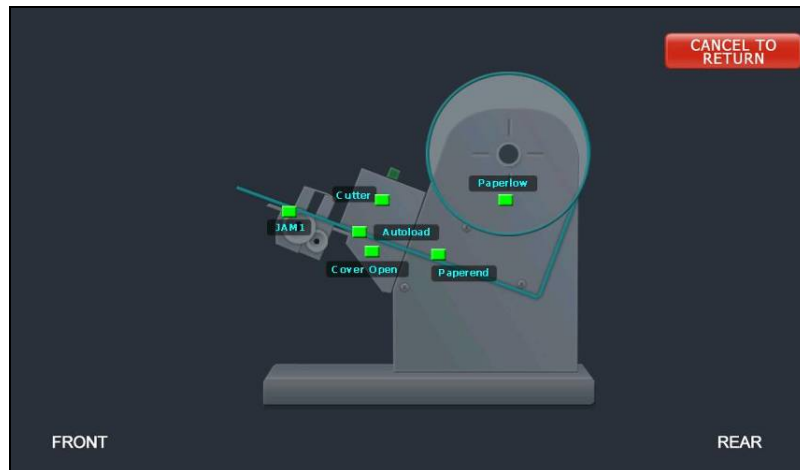 CANCEL TO
RETURN
Paperlow
Cutter
JAM1
Autoload
Cover Open
Paperend
FRONT
REAR